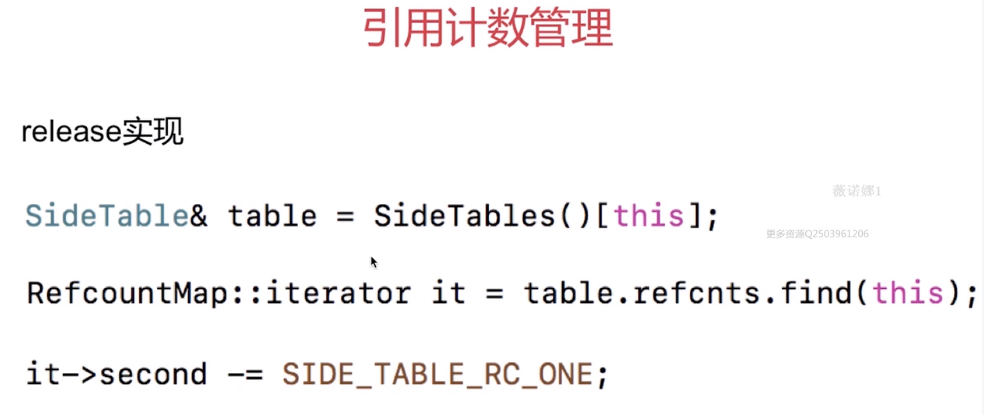 引用计数管理
release实现
薇诺娜1
SideTable& table = SideTables()[this];
更多资源Q2503961206
RefcountMap::iterator it = table.refcnts.find(this);
it->second -= SIDE_TABLE_RC_ONE;